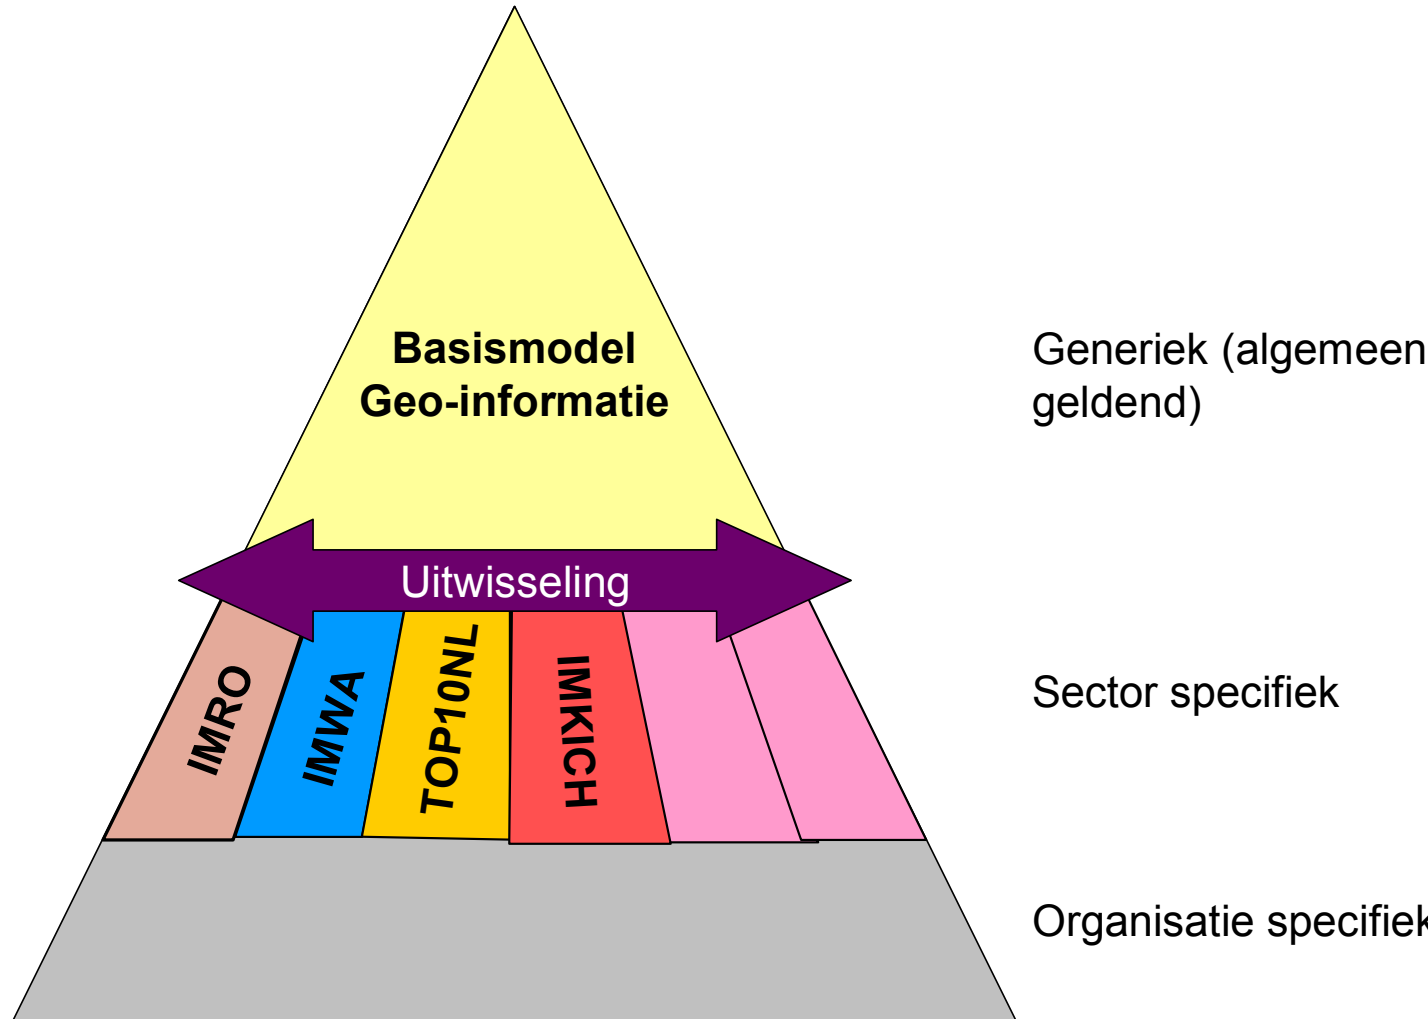 Basismodel
Geo-informatie
Generiek (algemeen
geldend)
Uitwisseling
IMRO
IMWA
TOP10NL
IMKICH
Sector specifiek
Organisatie specifiek